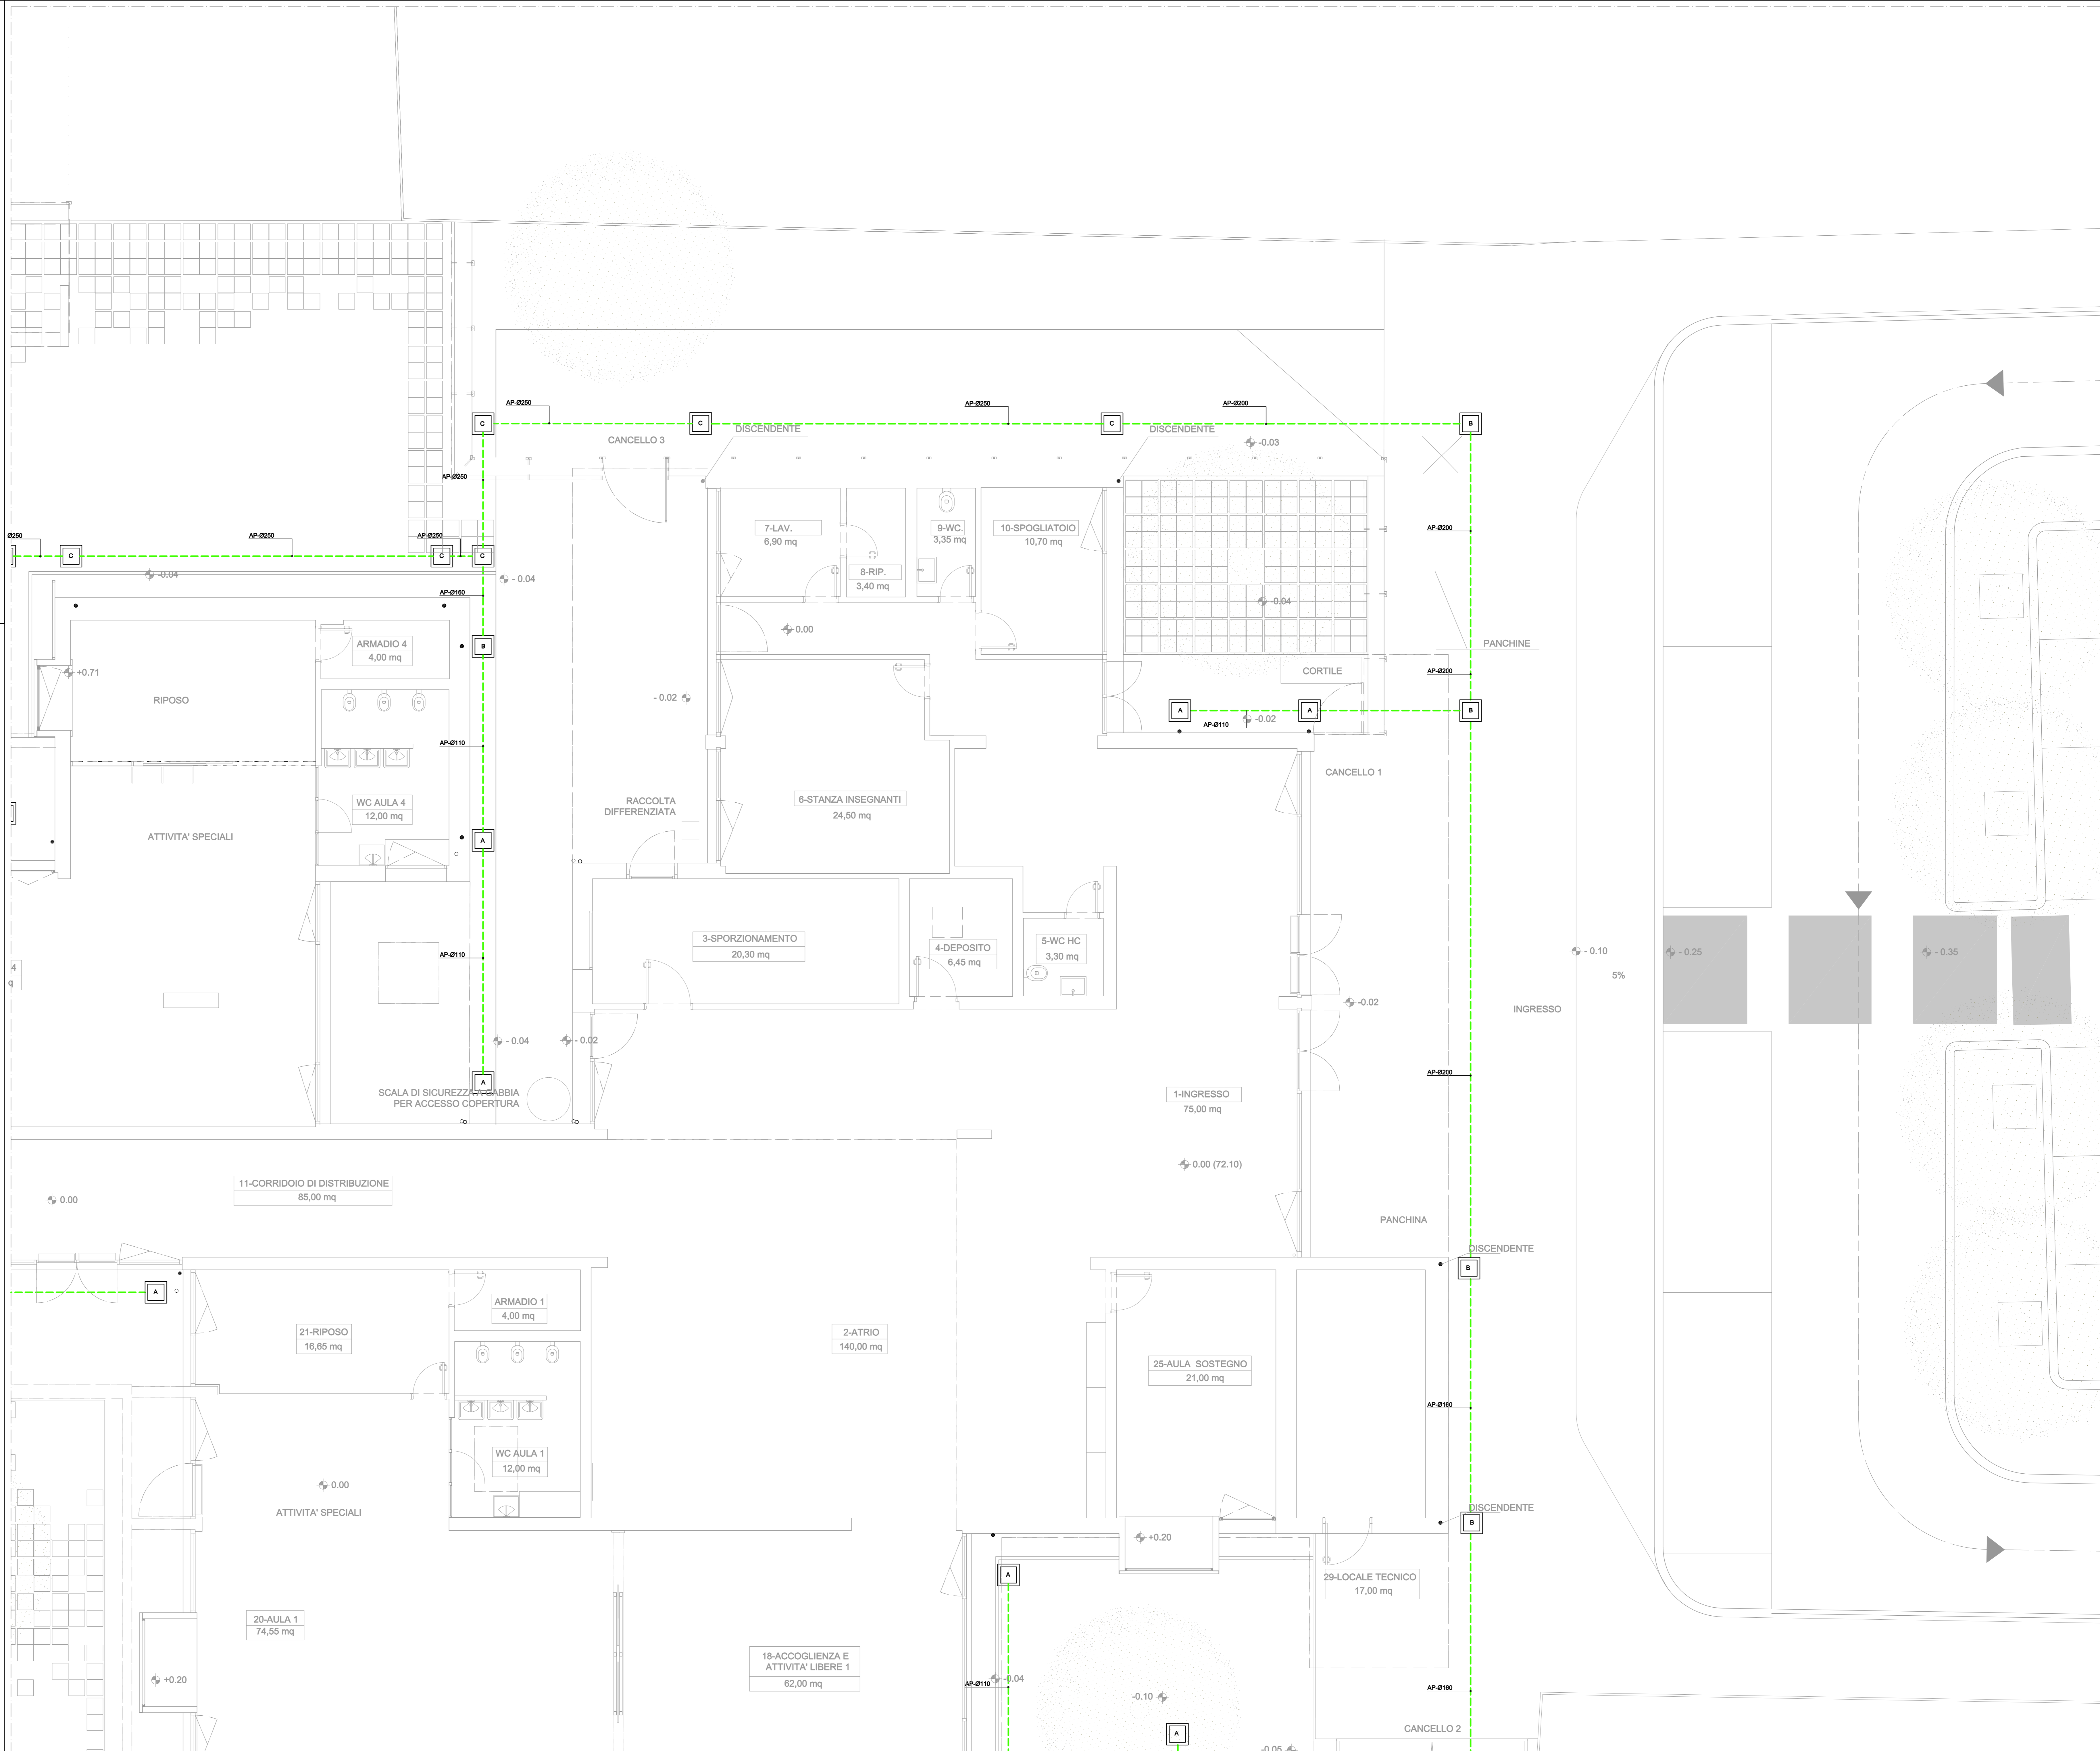 AP-Ø250
AP-Ø250
AP-Ø200
C
C
C
B
CANCELLO 3
DISCENDENTE
DISCENDENTE
-0.03
AP-Ø250
7-LAV.
6,90 mq
9-WC.
3,35 mq
10-SPOGLIATOIO
10,70 mq
AP-Ø200
Ø250
AP-Ø250
AP-Ø250
C
C
C
-0.04
- 0.04
8-RIP.
3,40 mq
AP-Ø160
-0.04
0.00
ARMADIO 4
4,00 mq
B
PANCHINE
+0.71
CORTILE
AP-Ø200
RIPOSO
- 0.02
A
A
B
-0.02
AP-Ø110
AP-Ø110
CANCELLO 1
WC AULA 4
12,00 mq
RACCOLTA
DIFFERENZIATA
6-STANZA INSEGNANTI
24,50 mq
ATTIVITA' SPECIALI
A
3-SPORZIONAMENTO
20,30 mq
4-DEPOSITO
6,45 mq
5-WC HC
3,30 mq
- 0.10
- 0.25
- 0.35
5%
AP-Ø110
4
q
-0.02
INGRESSO
- 0.04
- 0.02
AP-Ø200
A
SCALA DI SICUREZZA A GABBIA
PER ACCESSO COPERTURA
1-INGRESSO
75,00 mq
0.00 (72.10)
11-CORRIDOIO DI DISTRIBUZIONE
85,00 mq
0.00
PANCHINA
DISCENDENTE
B
A
ARMADIO 1
4,00 mq
21-RIPOSO
16,65 mq
2-ATRIO
140,00 mq
25-AULA SOSTEGNO
21,00 mq
AP-Ø160
WC AULA 1
12,00 mq
0.00
ATTIVITA' SPECIALI
DISCENDENTE
B
+0.20
A
29-LOCALE TECNICO
17,00 mq
20-AULA 1
74,55 mq
18-ACCOGLIENZA E
ATTIVITA' LIBERE 1
62,00 mq
+0.20
-0.04
AP-Ø110
AP-Ø160
-0.10
A
CANCELLO 2
-0.05